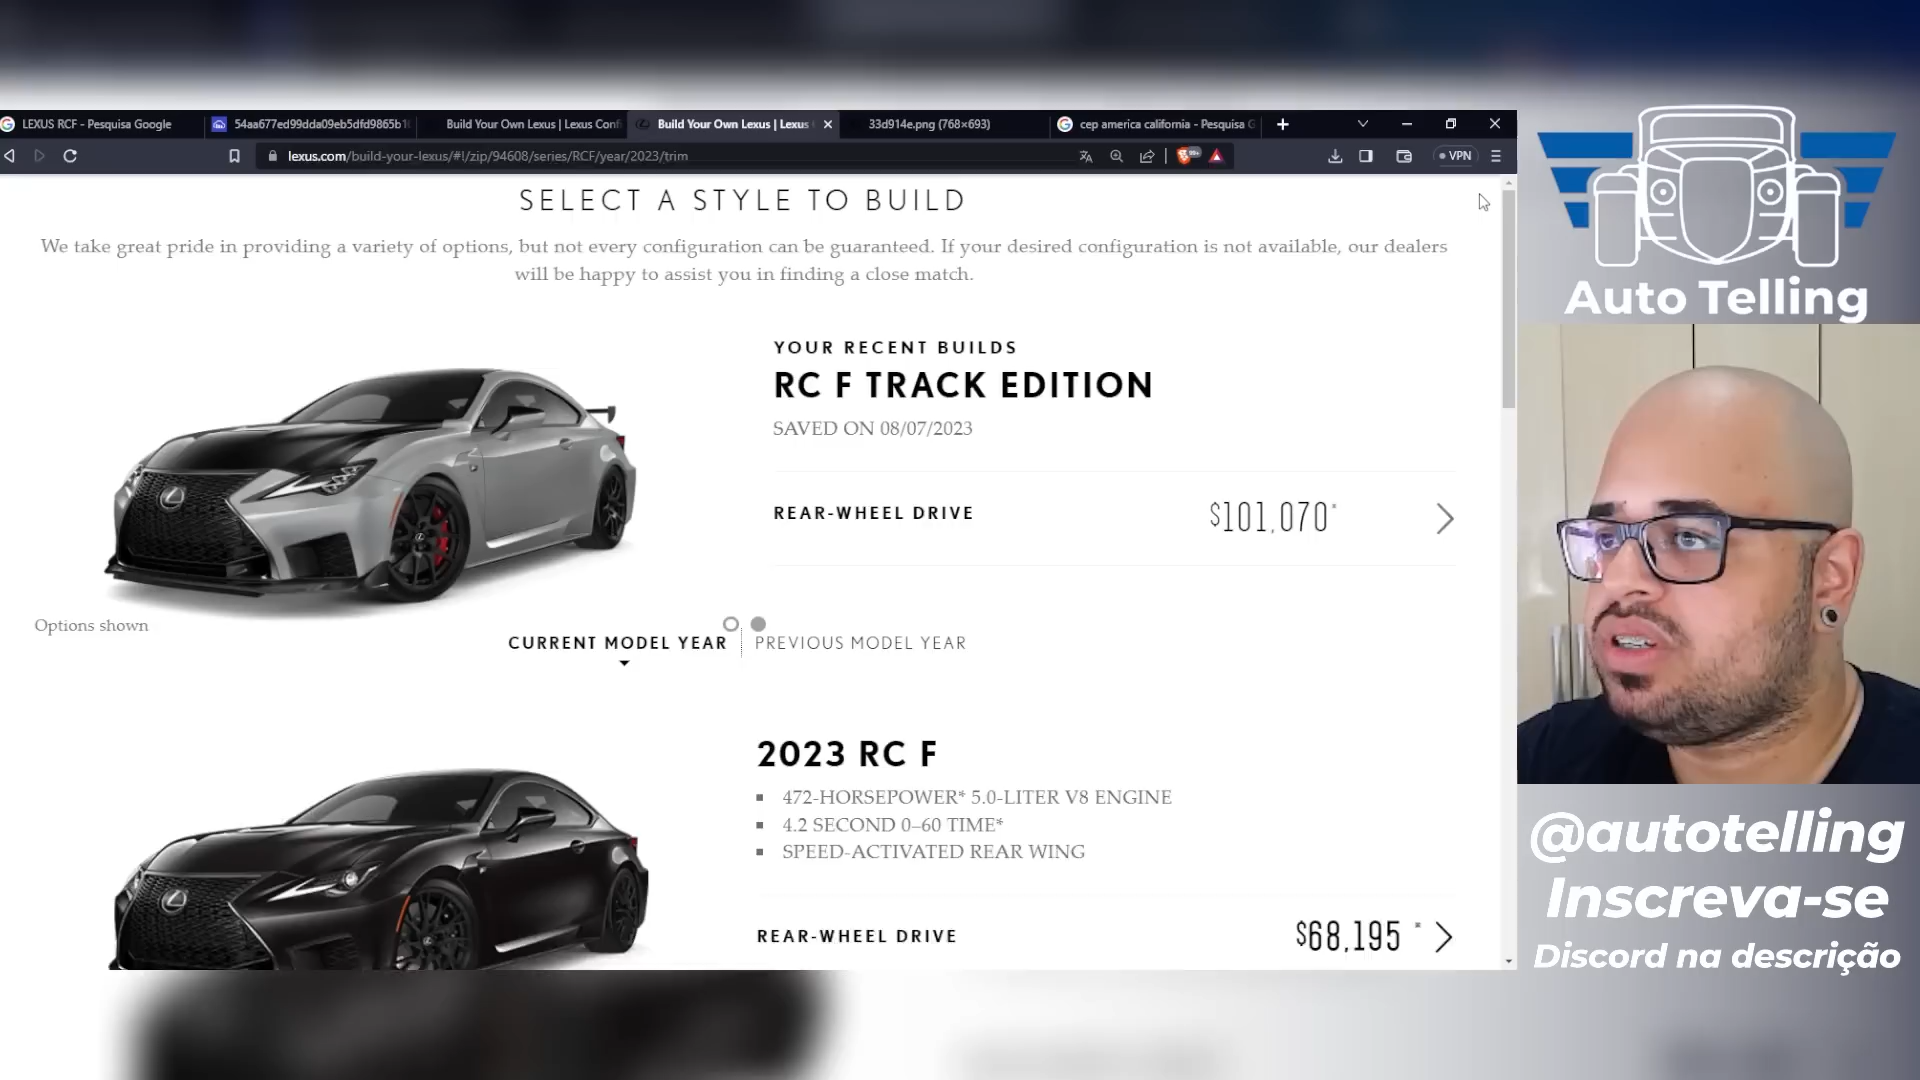 LEXUS RCF - Pesquisa Google
54aa677ed99dda09eb5dfd9865b1
Build Your Own Lexus | Lexus Conf
Build Your Own Lexus | Lexus
33d914e.png (768×693)
cep america california - Pesquisa G
lexus.com/build-your-lexus/#!/zip/94608/series/RCF/year/2023/trim
99+
VPN
SELECT A STYLE TO BUILD
We take great pride in providing a variety of options, but not every configuration can be guaranteed. If your desired configuration is not available, our dealers
will be happy to assist you in finding a close match.
YOUR RECENT BUILDS
RC F TRACK EDITION
SAVED ON 08/07/2023
REAR-WHEEL DRIVE
$101,070*
Options shown
CURRENT MODEL YEAR
PREVIOUS MODEL YEAR
2023 RC F
▪ 472-HORSEPOWER* 5.0-LITER V8 ENGINE
▪ 4.2 SECOND 0–60 TIME*
▪ SPEED-ACTIVATED REAR WING
REAR-WHEEL DRIVE
$68,195 *
Auto Telling
@autotelling
Inscreva-se
Discord na descrição